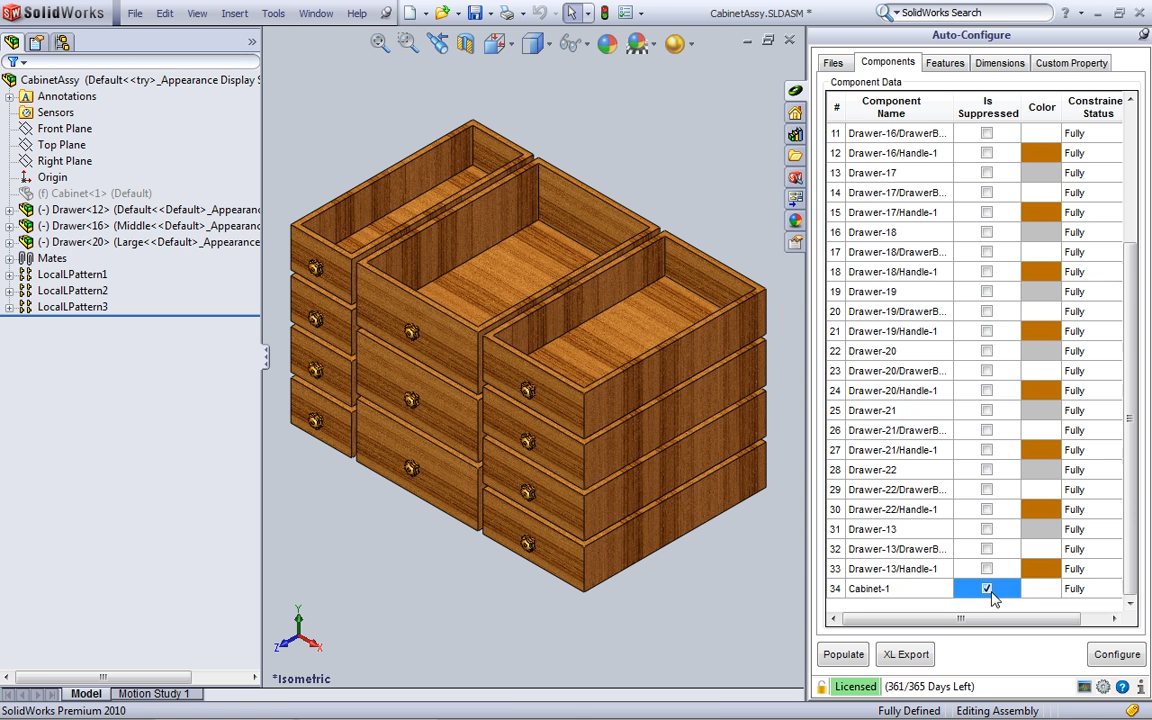 SolidWorks File Edit View Insert Tools Window Help CabinetAssy.SLDASM * SolidWorks Search
Auto-Configure
Files Components Features Dimensions Custom Property
Component Data
# Component Name Is Suppressed Color Constraine Status
CabinetAssy (Default<<try>_Appearance Display S
Annotations
Sensors
Front Plane
Top Plane
Right Plane
Origin
(f) Cabinet<1> (Default)
(-) Drawer<12> (Default<<Default>_Appearanc
(-) Drawer<16> (Middle<<Default>_Appearanc
(-) Drawer<20> (Large<<Default>_Appearance
Mates
LocalLPattern1
LocalLPattern2
LocalLPattern3
11 Drawer-16/DrawerB... Fully
12 Drawer-16/Handle-1 Fully
13 Drawer-17 Fully
14 Drawer-17/DrawerB... Fully
15 Drawer-17/Handle-1 Fully
16 Drawer-18 Fully
17 Drawer-18/DrawerB... Fully
18 Drawer-18/Handle-1 Fully
19 Drawer-19 Fully
20 Drawer-19/DrawerB... Fully
21 Drawer-19/Handle-1 Fully
22 Drawer-20 Fully
23 Drawer-20/DrawerB... Fully
24 Drawer-20/Handle-1 Fully
25 Drawer-21 Fully
26 Drawer-21/DrawerB... Fully
27 Drawer-21/Handle-1 Fully
28 Drawer-22 Fully
29 Drawer-22/DrawerB... Fully
30 Drawer-22/Handle-1 Fully
31 Drawer-13 Fully
32 Drawer-13/DrawerB... Fully
33 Drawer-13/Handle-1 Fully
34 Cabinet-1 Fully
Y
Z X
*Isometric
Populate XL Export Configure
Licensed (361/365 Days Left)
Model Motion Study 1
SolidWorks Premium 2010 Fully Defined Editing Assembly